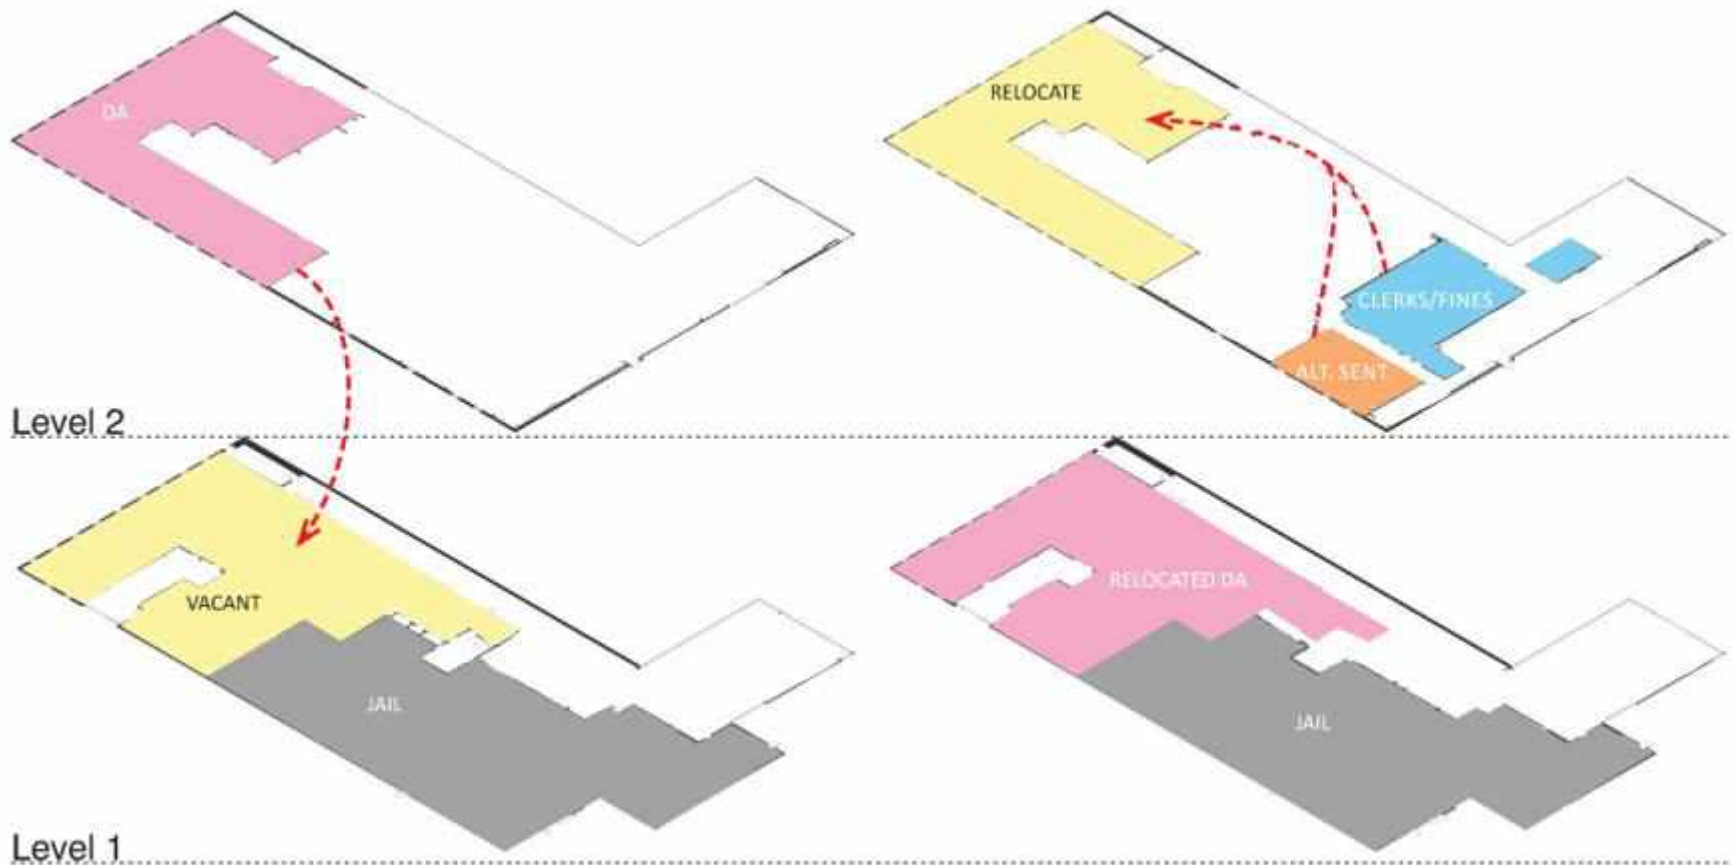 DA
RELOCATE
CLERKS/FINES
ALT. SENT
Level 2
VACANT
RELOCATED DA
JAIL
JAIL
Level 1